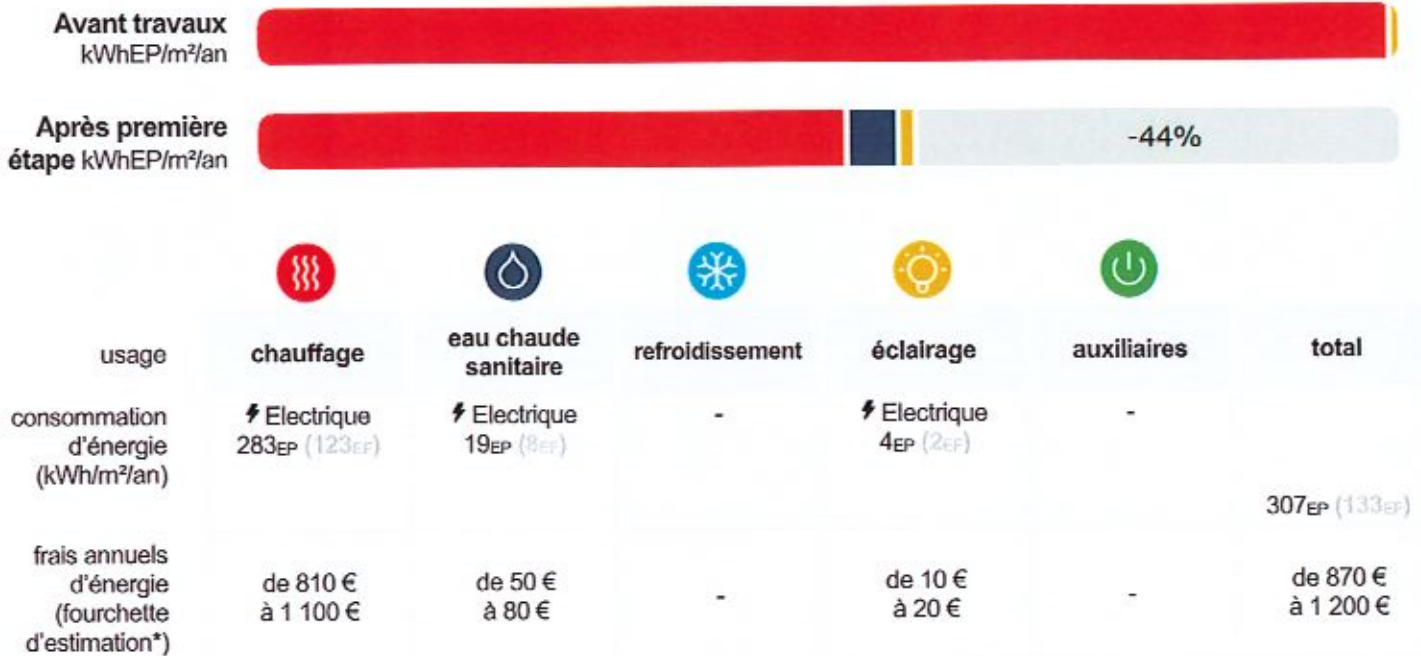 Avant travaux
kWhEP/m²/an
Après première
étape kWhEP/m²/an
-44%
usage
chauffage
eau chaude
sanitaire
refroidissement
éclairage
auxiliaires
total
consommation
d'énergie
(kWh/m²/an)
Electrique
283EP (123EF)
Electrique
19EP (8EF)
-
Electrique
4EP (2EF)
-
307EP (133EF)
frais annuels
d'énergie
(fourchette
d'estimation*)
de 810 €
à 1 100 €
de 50 €
à 80 €
-
de 10 €
à 20 €
-
de 870 €
à 1 200 €